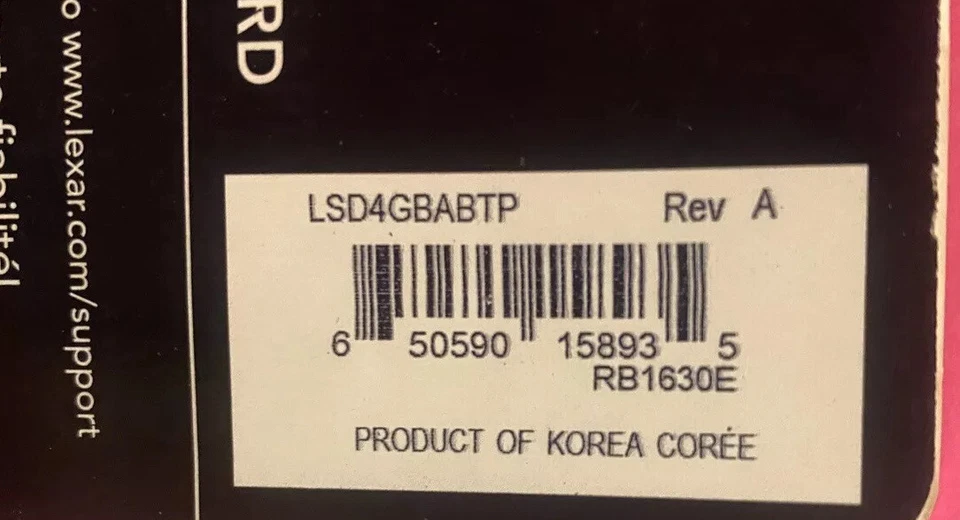 RD
o www.lexar.com/support
LSD4GBABTP Rev A
6 50590 15893 5
RB1630E
PRODUCT OF KOREA CORÉE